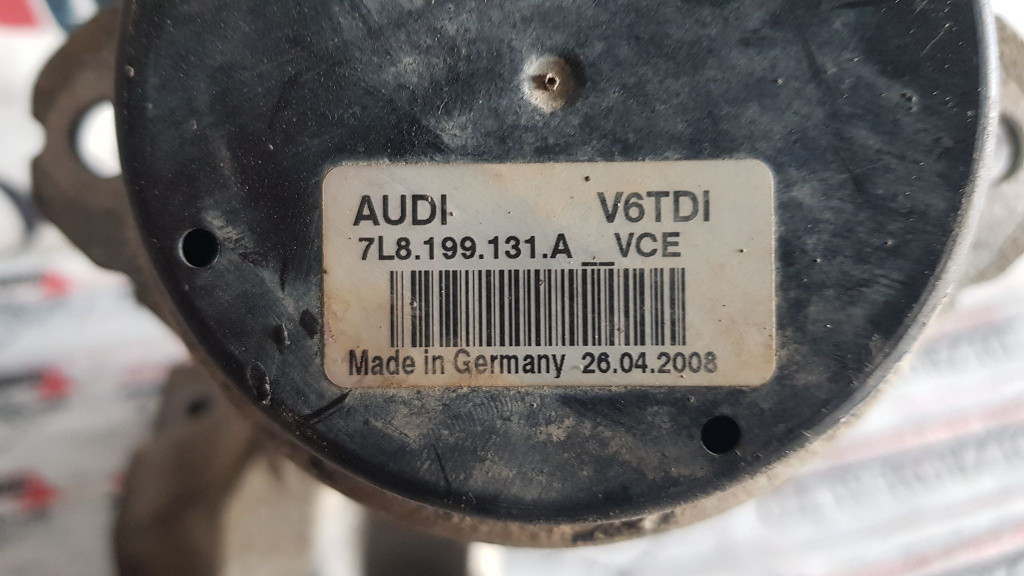 AUDI V6TDI
7L8.199.131.A __VCE
Made in Germany 26.04.2008